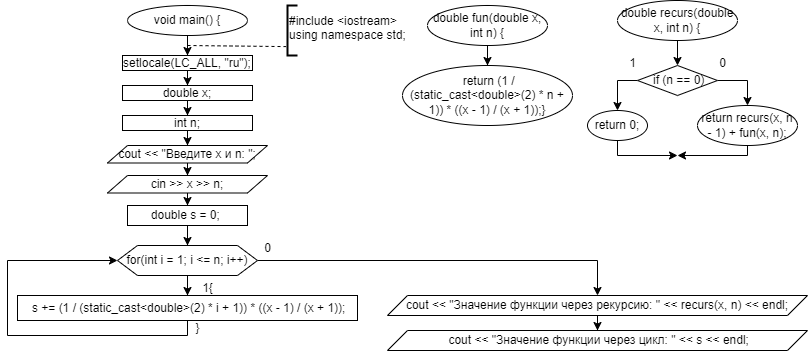 void main() {
#include <iostream>
using namespace std;
setlocale(LC_ALL, "ru");
double x;
int n;
cout << "Введите x и n: ";
cin >> x >> n;
double s = 0;
for(int i = 1; i <= n; i++)
0
1{
s += (1 / (static_cast<double>(2) * i + 1)) * ((x - 1) / (x + 1));
}
cout << "Значение функции через рекурсию: " << recurs(x, n) << endl;
cout << "Значение функции через цикл: " << s << endl;
double fun(double x,
int n) {
return (1 /
(static_cast<double>(2) * n +
1)) * ((x - 1) / (x + 1));}
double recurs(double
x, int n) {
1
0
if (n == 0)
return 0;
return recurs(x, n
- 1) + fun(x, n);